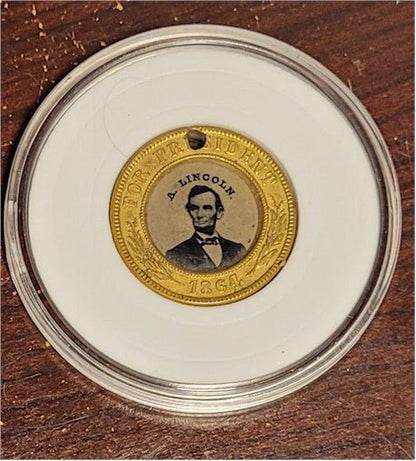 FOR PRESIDENT
A. LINCOLN.
1864